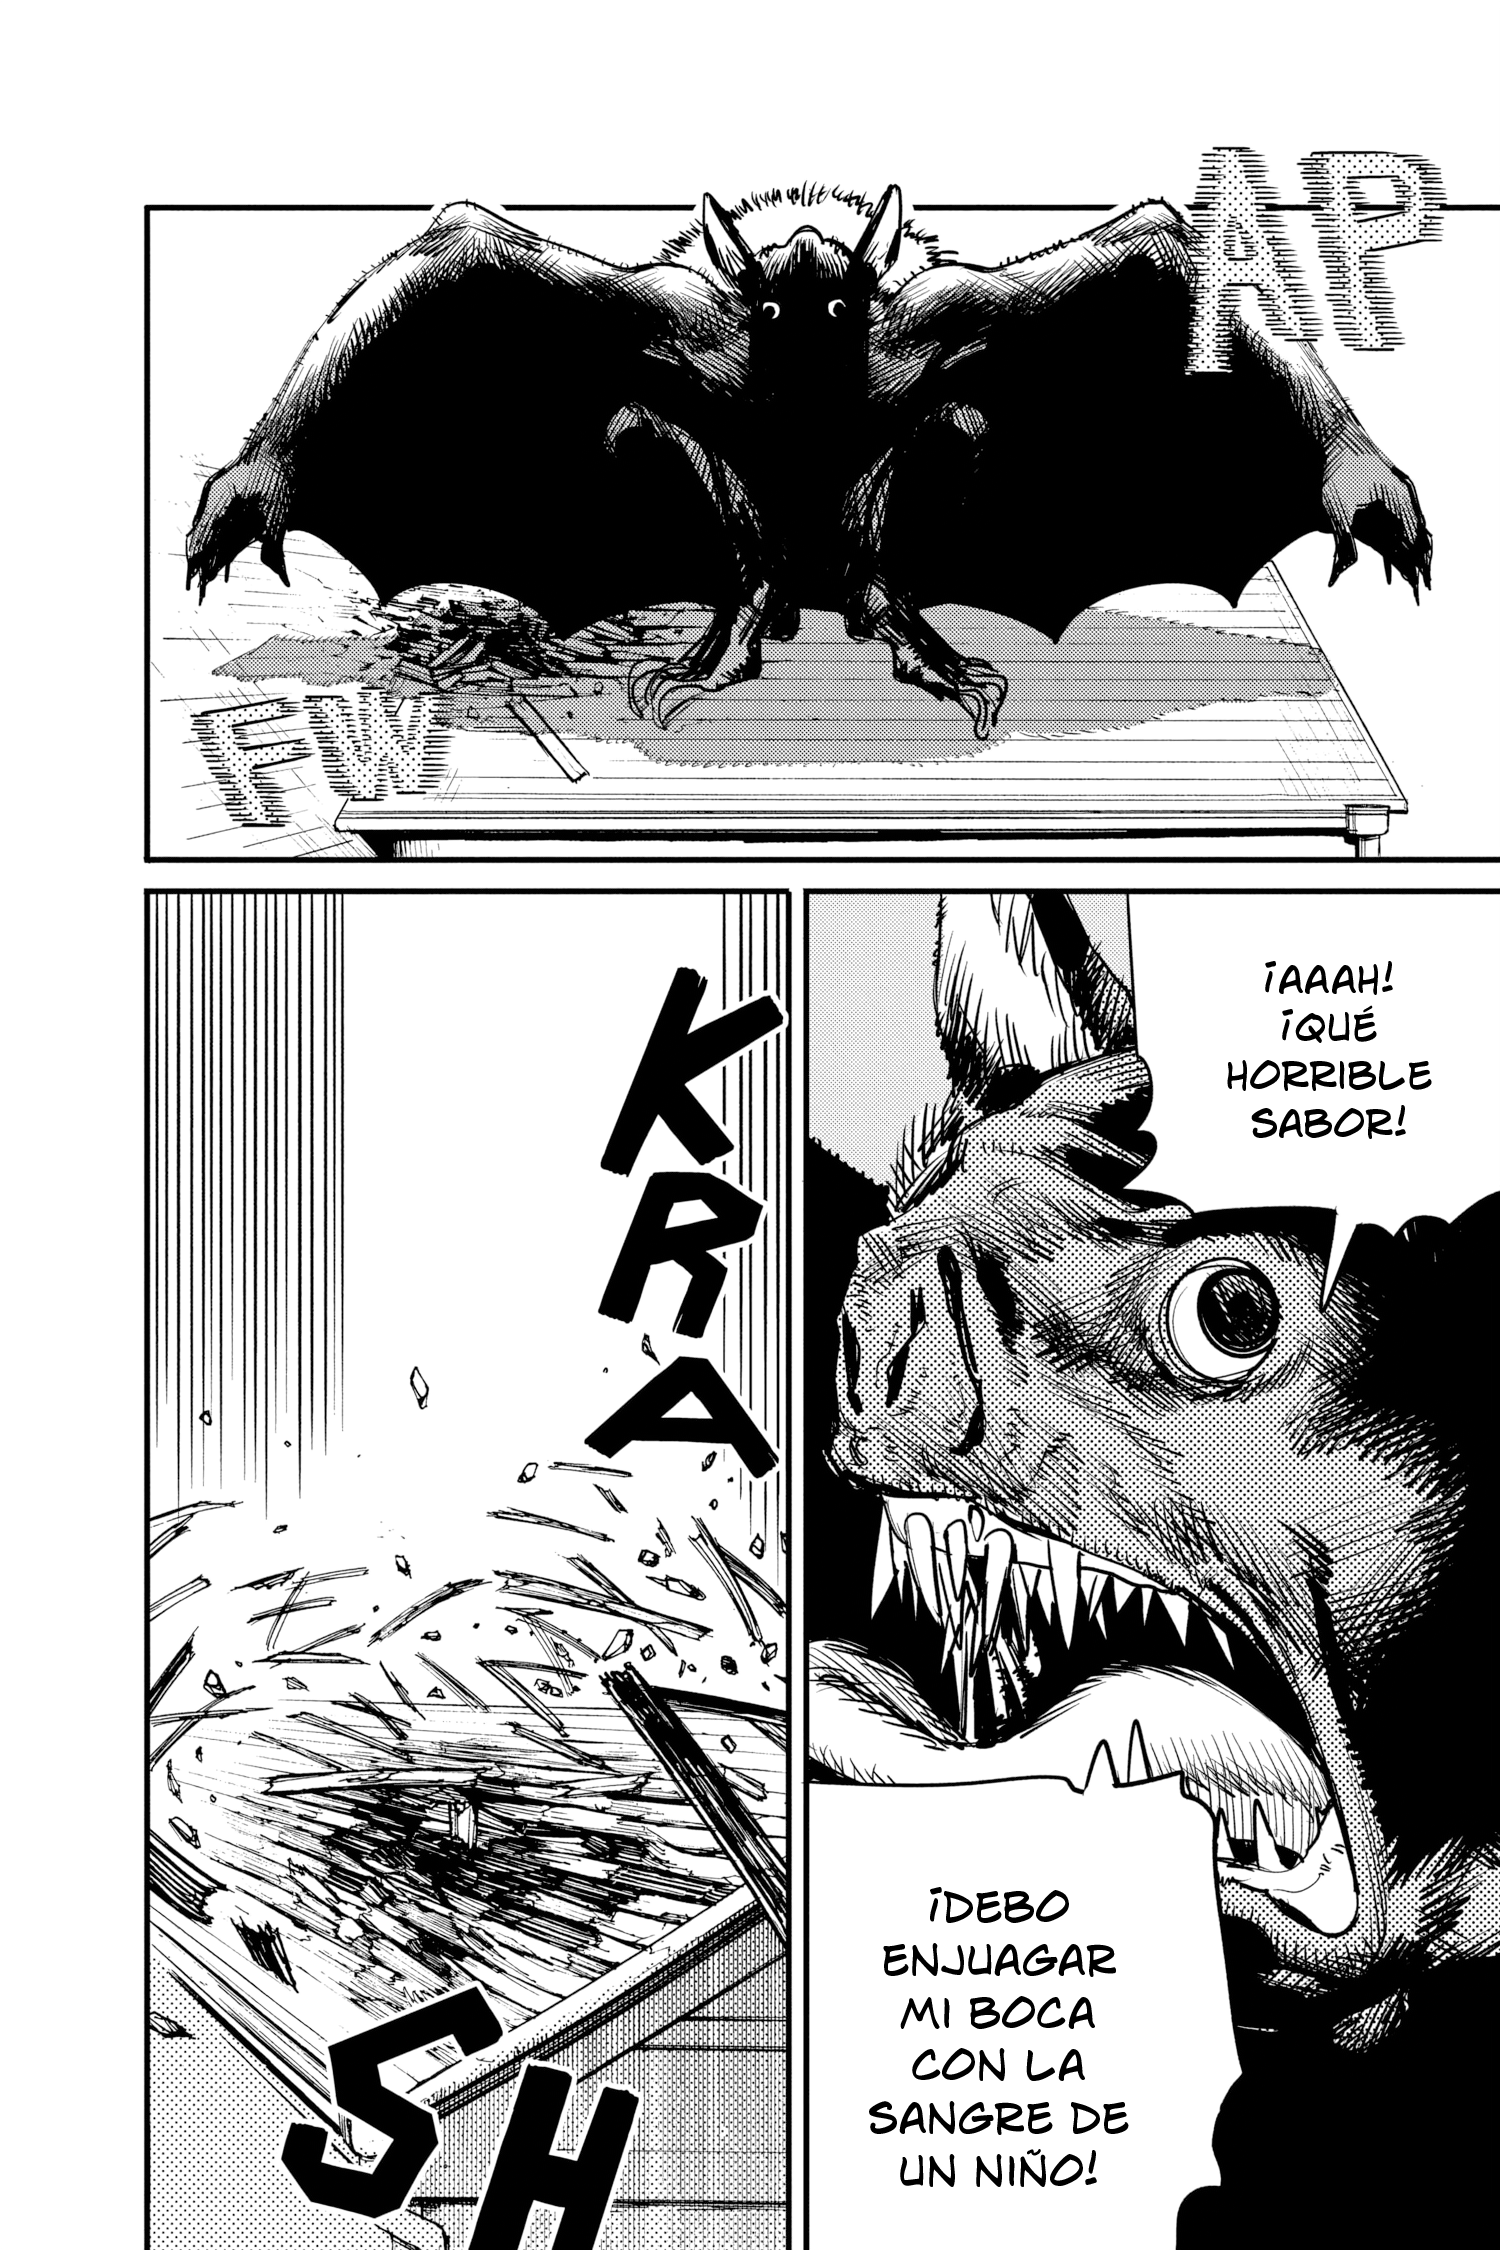 FW
AP
¡AAAH!
¡QUÉ
HORRIBLE
SABOR!
¡DEBO
ENJUAGAR
MI BOCA
CON LA
SANGRE DE
UN NIÑO!
KRA
SH